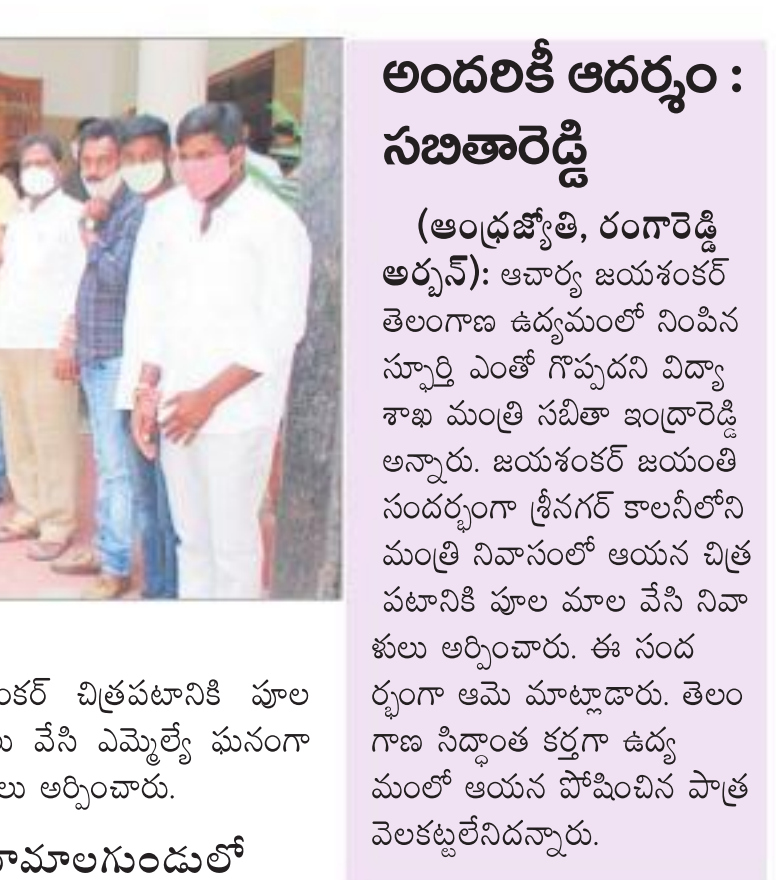 అందరికీ ఆదర్శం :
సబితారెడ్డి
(ఆంధ్రజ్యోతి, రంగారెడ్డి
అర్బన్): ఆచార్య జయశంకర్
తెలంగాణ ఉద్యమంలో నింపిన
స్ఫూర్తి ఎంతో గొప్పదని విద్యా
శాఖ మంత్రి సబితా ఇంద్రారెడ్డి
అన్నారు. జయశంకర్ జయంతి
సందర్భంగా శ్రీనగర్ కాలనీలోని
మంత్రి నివాసంలో ఆయన చిత్ర
పటానికి పూల మాల వేసి నివా
ళులు అర్పించారు. ఈ సంద
ర్భంగా ఆమె మాట్లాడారు. తెలం
గాణ సిద్ధాంత కర్తగా ఉద్య
మంలో ఆయన పోషించిన పాత్ర
వెలకట్టలేనిదన్నారు.
చిత్రపటానికి పూల
వేసి ఎమ్మెల్యే ఘనంగా
అర్పించారు.